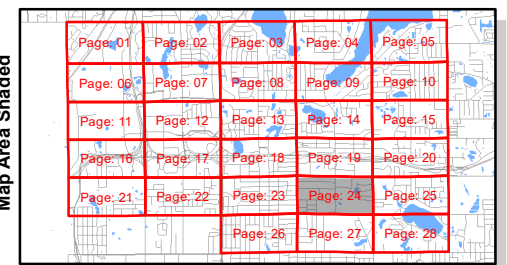 Map Area Shaded
Page: 01 Page: 02 Page: 03 Page: 04 Page: 05
Page: 06 Page: 07 Page: 08 Page: 09 Page: 10
Page: 11 Page: 12 Page: 13 Page: 14 Page: 15
Page: 16 Page: 17 Page: 18 Page: 19 Page: 20
Page: 21 Page: 22 Page: 23 Page: 24 Page: 25
Page: 26 Page: 27 Page: 28